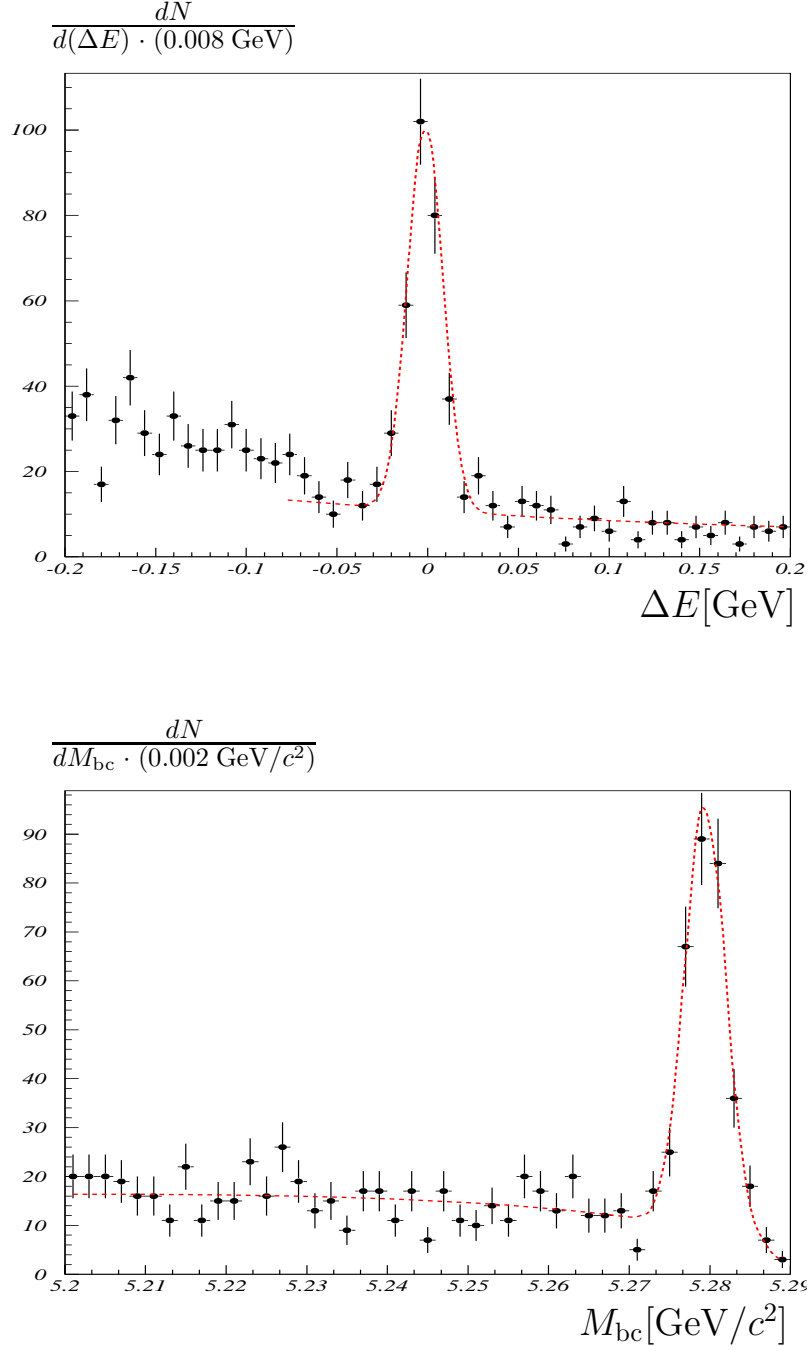 dN
d(ΔE) · (0.008 GeV)
100
80
60
40
20
0
-0.2 -0.15 -0.1 -0.05 0 0.05 0.1 0.15 0.2
ΔE[GeV]
dN
dM_bc · (0.002 GeV/c²)
90
80
70
60
50
40
30
20
10
0
5.2 5.21 5.22 5.23 5.24 5.25 5.26 5.27 5.28 5.29
M_bc[GeV/c²]